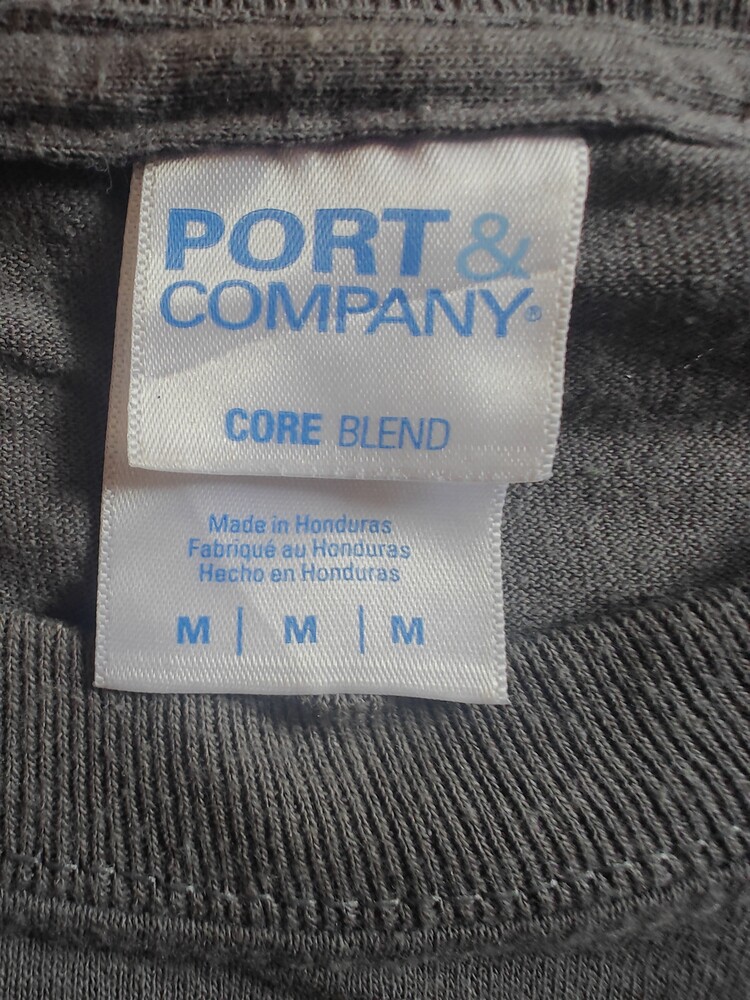 PORT &
COMPANY®
CORE BLEND
Made in Honduras
Fabriqué au Honduras
Hecho en Honduras
M | M | M